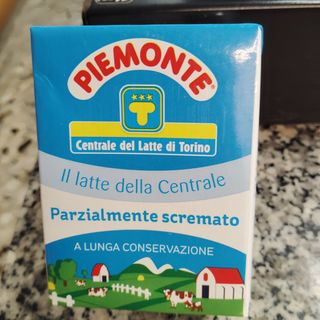 PIEMONTE
Centrale del Latte di Torino
Il latte della Centrale
Parzialmente scremato
A LUNGA CONSERVAZIONE